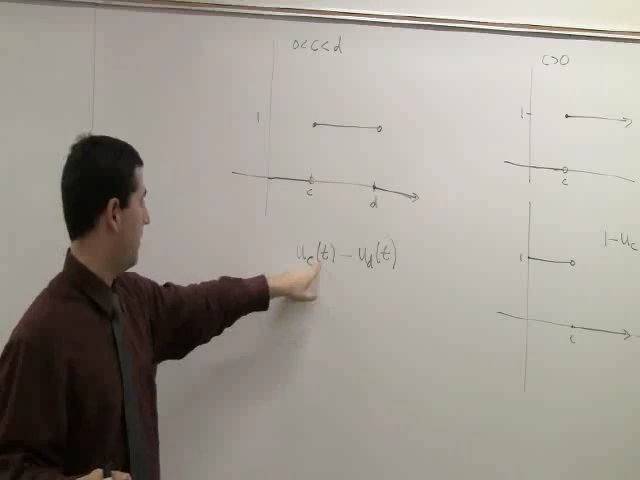 0<c<d
1
c
d
u_c(t) - u_d(t)
c>0
1
c
1 - u_c
1
c